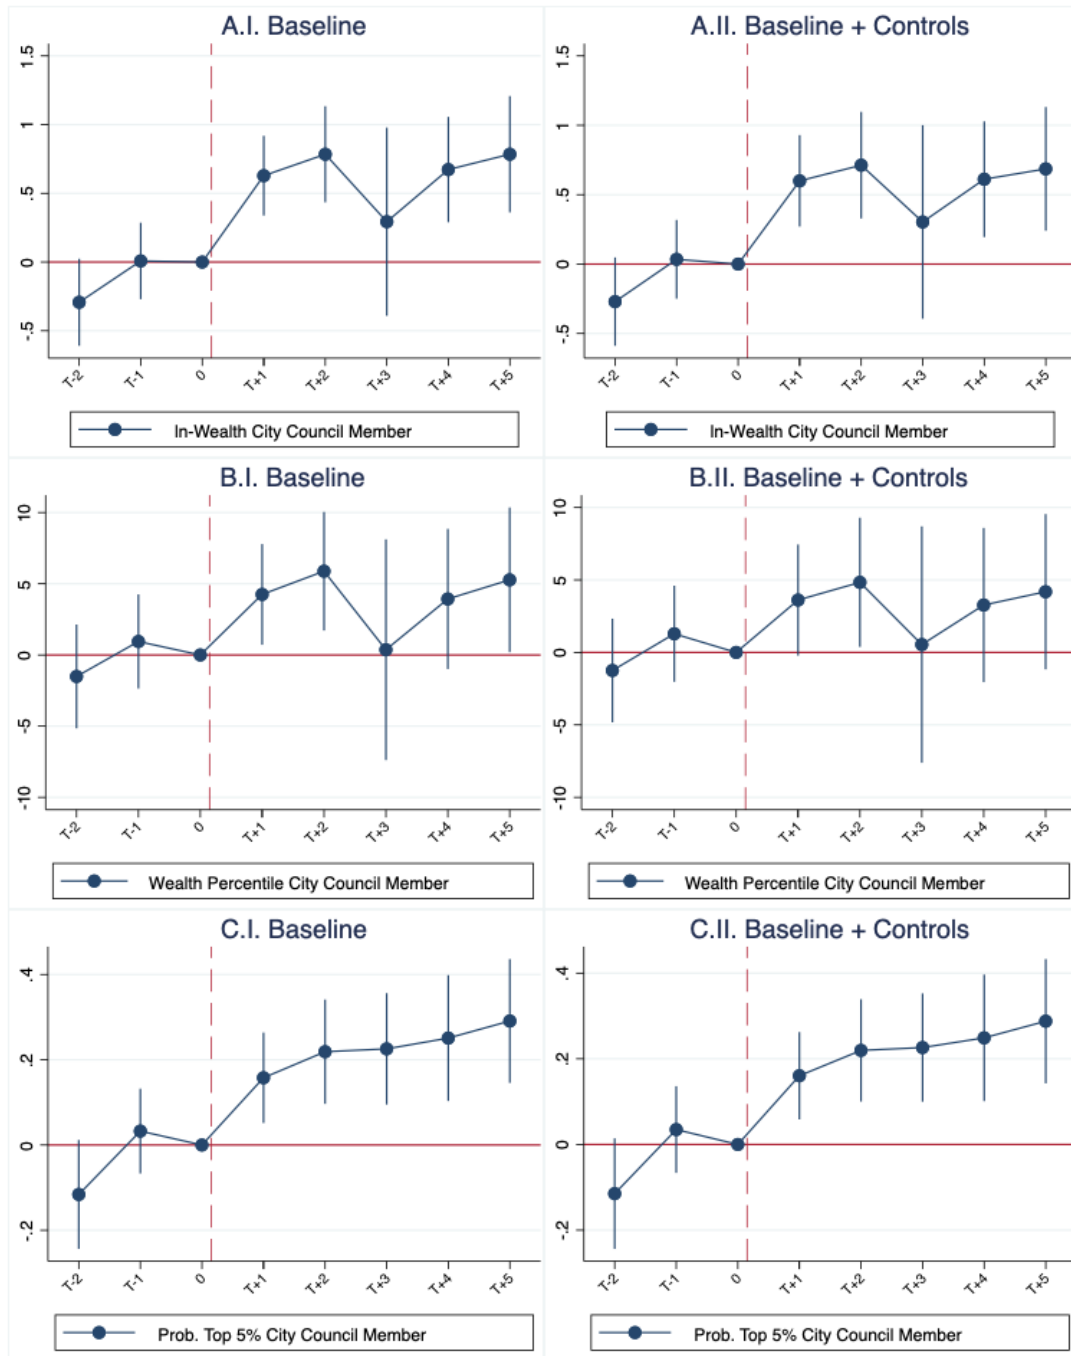 A.I. Baseline
1.5
1
.5
0
-.5
T-2 T-1 0 T+1 T+2 T+3 T+4 T+5
ln-Wealth City Council Member
A.II. Baseline + Controls
1.5
1
.5
0
-.5
T-2 T-1 0 T+1 T+2 T+3 T+4 T+5
ln-Wealth City Council Member
B.I. Baseline
10
5
0
-5
-10
T-2 T-1 0 T+1 T+2 T+3 T+4 T+5
Wealth Percentile City Council Member
B.II. Baseline + Controls
10
5
0
-5
-10
T-2 T-1 0 T+1 T+2 T+3 T+4 T+5
Wealth Percentile City Council Member
C.I. Baseline
.4
.2
0
-.2
T-2 T-1 0 T+1 T+2 T+3 T+4 T+5
Prob. Top 5% City Council Member
C.II. Baseline + Controls
.4
.2
0
-.2
T-2 T-1 0 T+1 T+2 T+3 T+4 T+5
Prob. Top 5% City Council Member